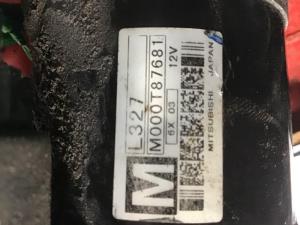 L327
M000T87681
6X 03 12V
M
MITSUBISHI JAPAN